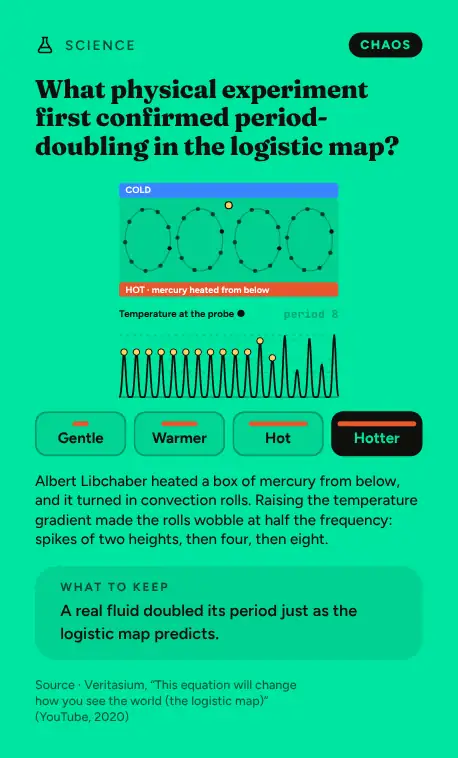 SCIENCE
CHAOS
What physical experiment
first confirmed period-
doubling in the logistic map?
COLD
HOT · mercury heated from below
Temperature at the probe
period 8
Gentle
Warmer
Hot
Hotter
Albert Libchaber heated a box of mercury from below,
and it turned in convection rolls. Raising the temperature
gradient made the rolls wobble at half the frequency:
spikes of two heights, then four, then eight.
WHAT TO KEEP
A real fluid doubled its period just as the
logistic map predicts.
Source · Veritasium, “This equation will change
how you see the world (the logistic map)”
(YouTube, 2020)